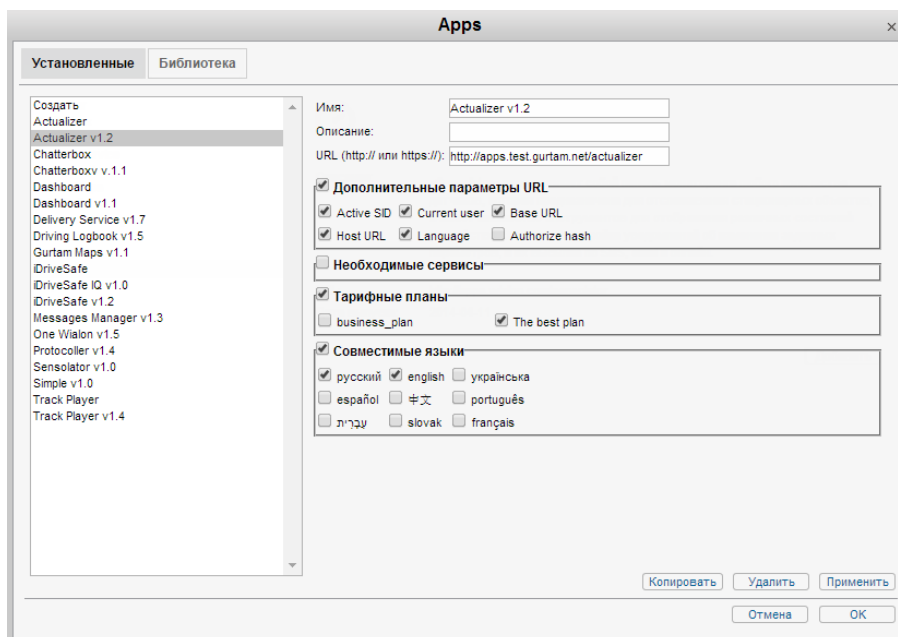 Apps
×
Установленные
Библиотека
Создать
Actualizer
Actualizer v1.2
Chatterbox
Chatterboxv v.1.1
Dashboard
Dashboard v1.1
Delivery Service v1.7
Driving Logbook v1.5
Gurtam Maps v1.1
iDriveSafe
iDriveSafe IQ v1.0
iDriveSafe v1.2
Messages Manager v1.3
One Wialon v1.5
Protocoller v1.4
Sensolator v1.0
Simple v1.0
Track Player
Track Player v1.4
Имя: Actualizer v1.2
Описание:
URL (http:// или https://): http://apps.test.gurtam.net/actualizer
Дополнительные параметры URL
Active SID Current user Base URL
Host URL Language Authorize hash
Необходимые сервисы
Тарифные планы
business_plan The best plan
Совместимые языки
русский english українська
español 中文 português
עִבְרִית slovak français
Копировать Удалить Применить
Отмена OK